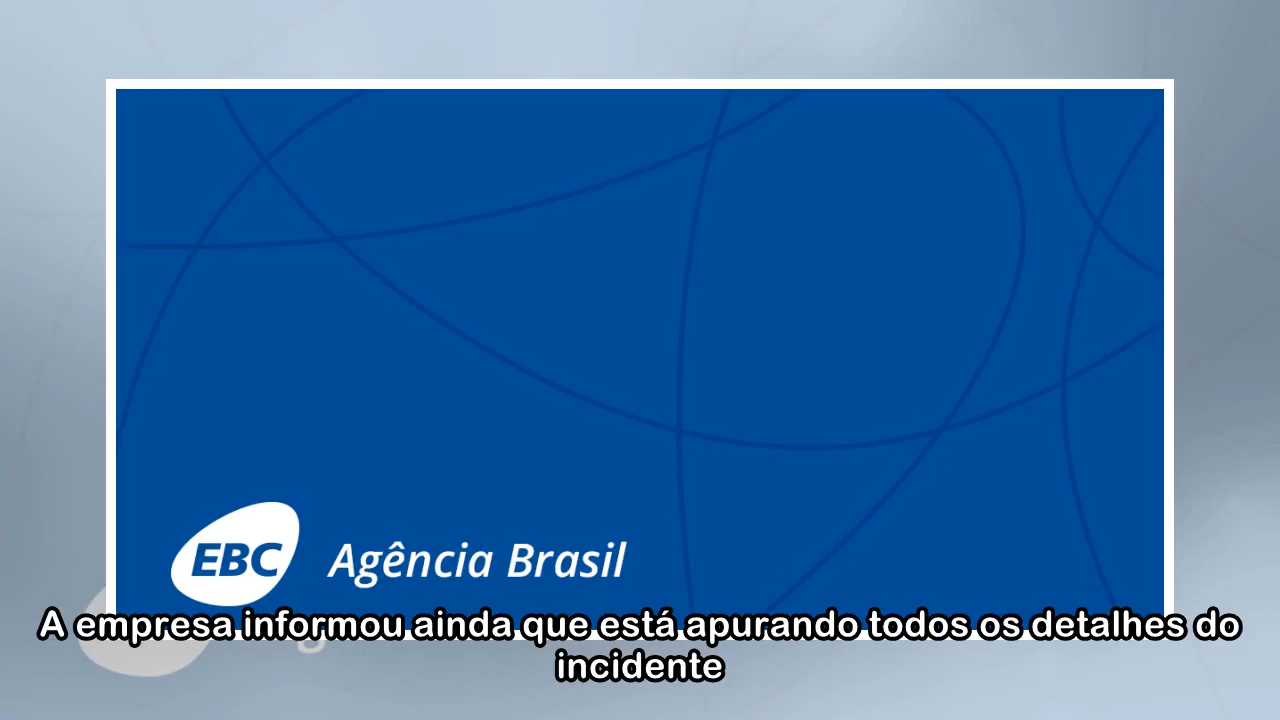 EBC Agência Brasil
A empresa informou ainda que está apurando todos os detalhes do
incidente